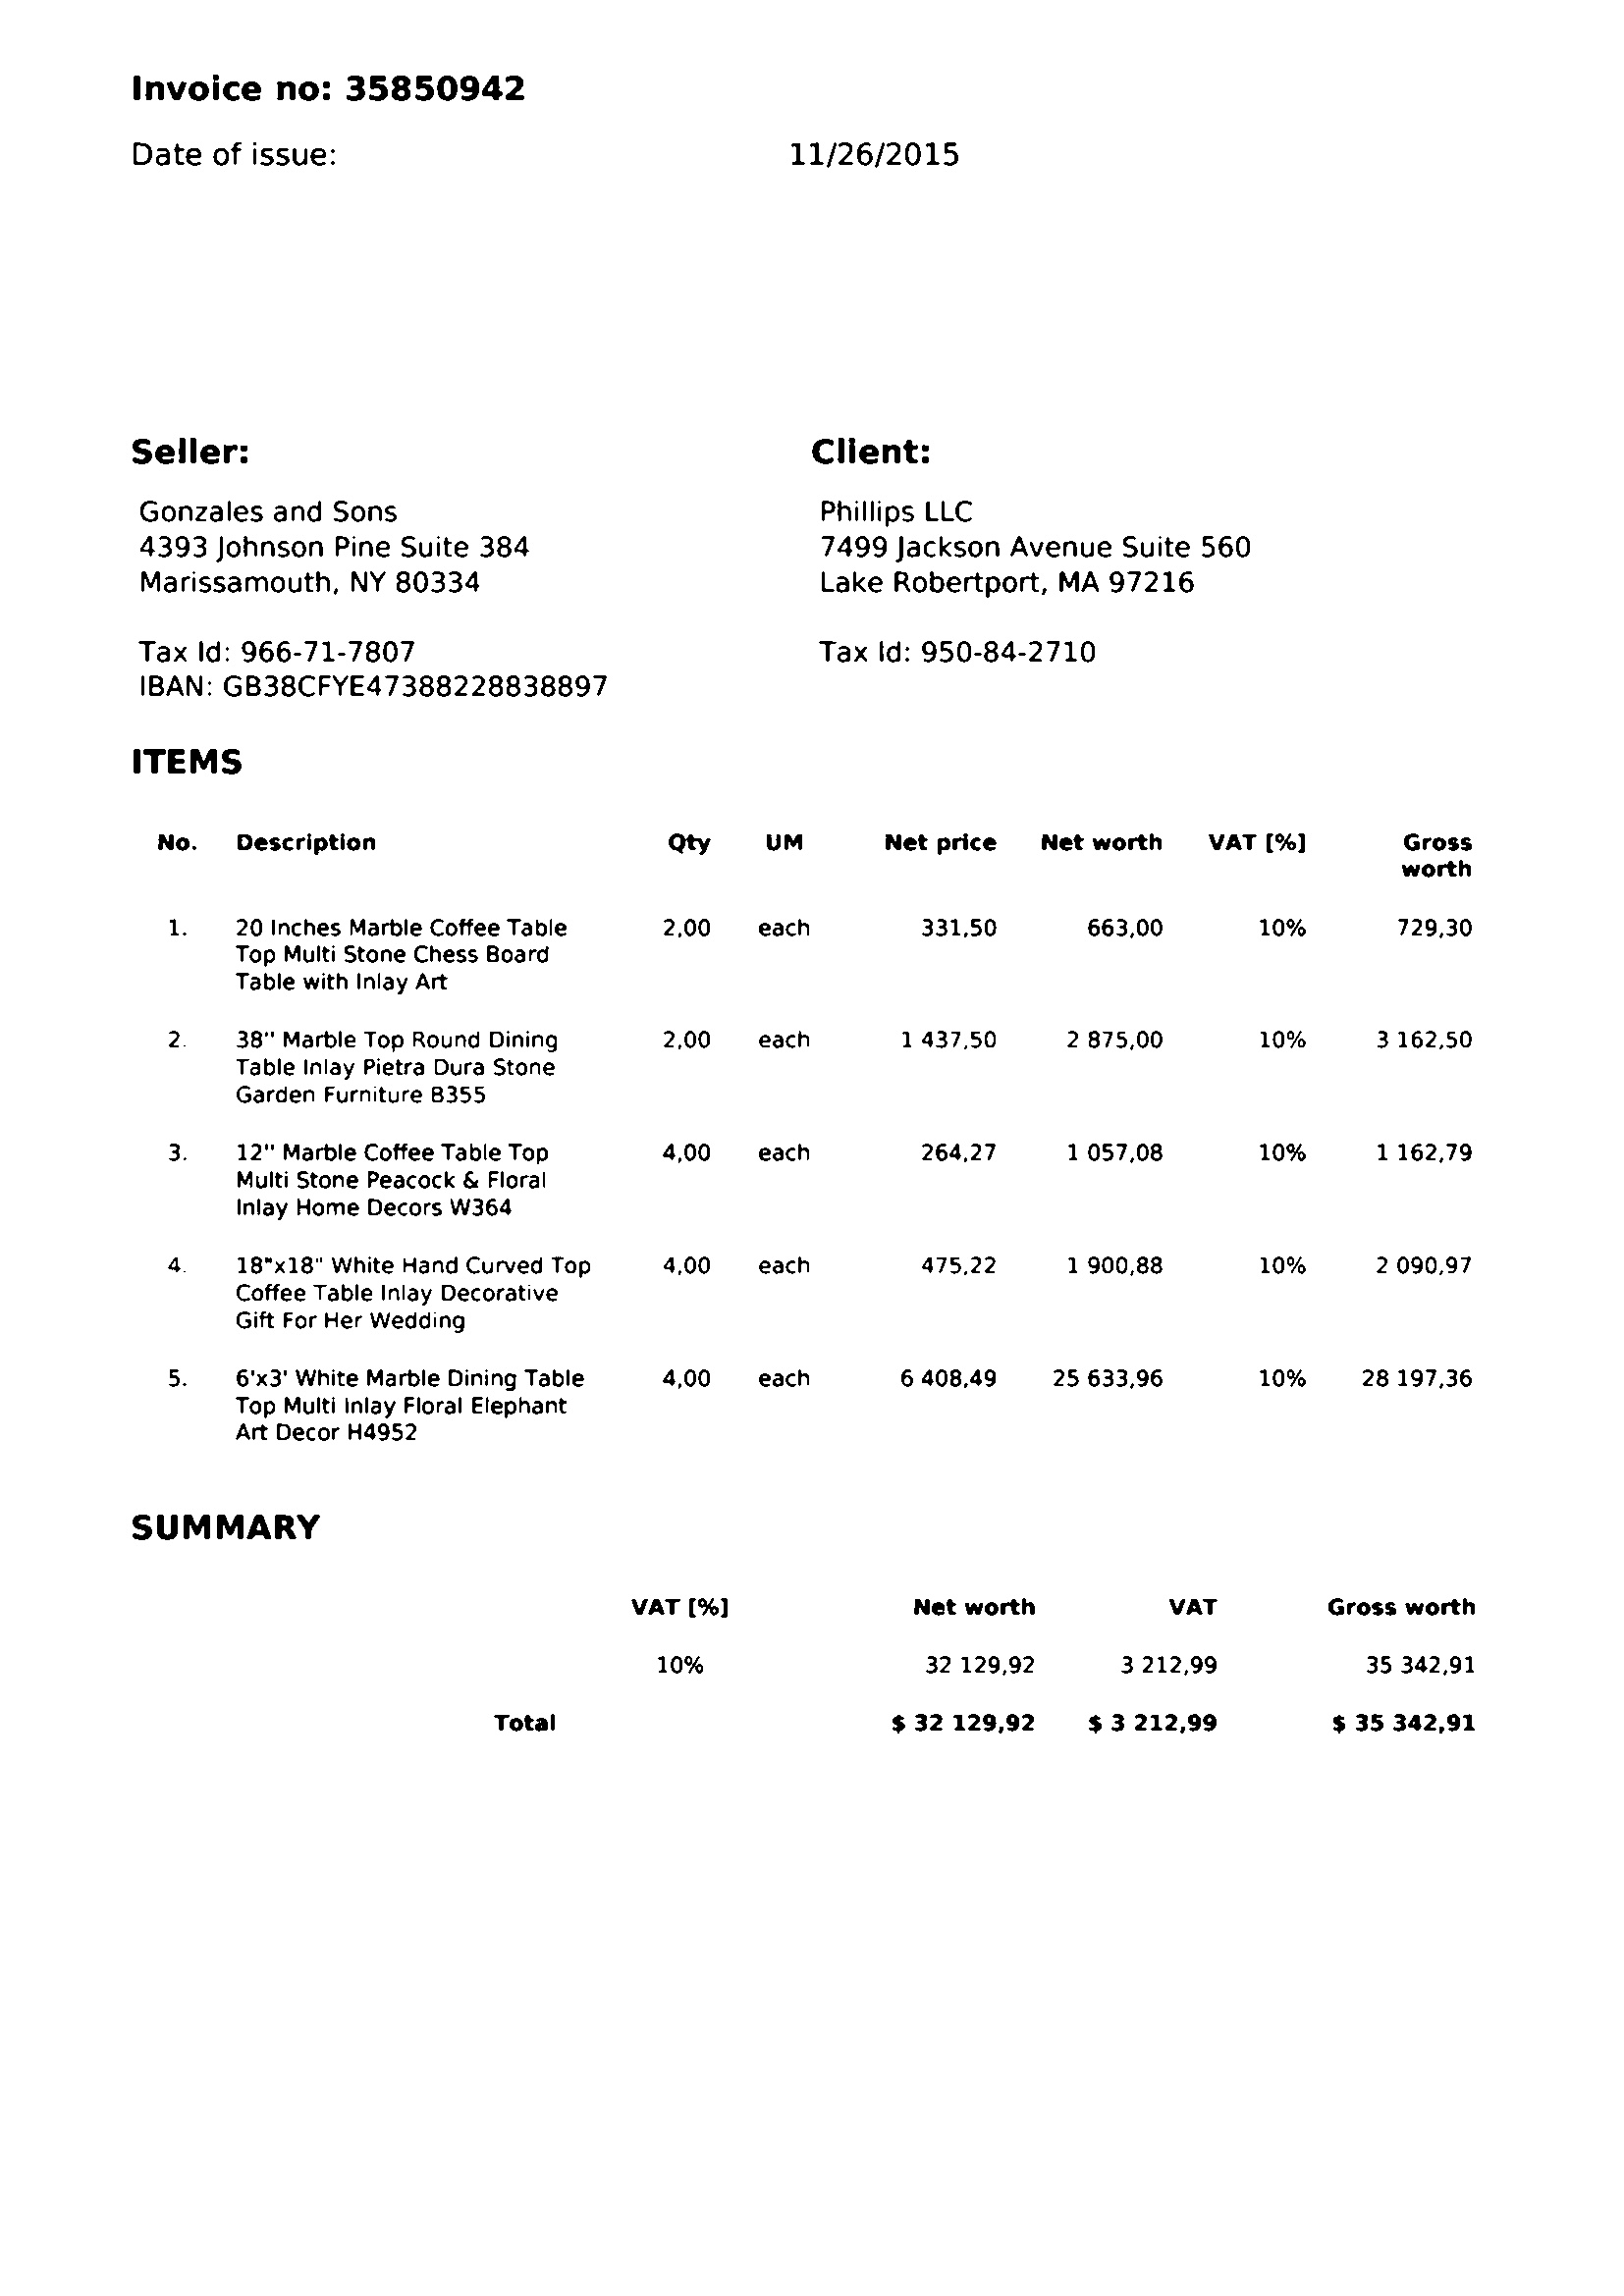 Invoice no: 35850942
Date of issue: 11/26/2015
Seller: Client:
Gonzales and Sons Phillips LLC
4393 Johnson Pine Suite 384 7499 Jackson Avenue Suite 560
Marissamouth, NY 80334 Lake Robertport, MA 97216
Tax Id: 966-71-7807 Tax Id: 950-84-2710
IBAN: GB38CFYE47388228838897
ITEMS
No. Description Qty UM Net price Net worth VAT [%] Gross
worth
1. 20 Inches Marble Coffee Table 2,00 each 331,50 663,00 10% 729,30
Top Multi Stone Chess Board
Table with Inlay Art
2. 38" Marble Top Round Dining 2,00 each 1 437,50 2 875,00 10% 3 162,50
Table Inlay Pietra Dura Stone
Garden Furniture B355
3. 12" Marble Coffee Table Top 4,00 each 264,27 1 057,08 10% 1 162,79
Multi Stone Peacock & Floral
Inlay Home Decors W364
4. 18"x18" White Hand Curved Top 4,00 each 475,22 1 900,88 10% 2 090,97
Coffee Table Inlay Decorative
Gift For Her Wedding
5. 6'x3' White Marble Dining Table 4,00 each 6 408,49 25 633,96 10% 28 197,36
Top Multi Inlay Floral Elephant
Art Decor H4952
SUMMARY
VAT [%] Net worth VAT Gross worth
10% 32 129,92 3 212,99 35 342,91
Total $ 32 129,92 $ 3 212,99 $ 35 342,91